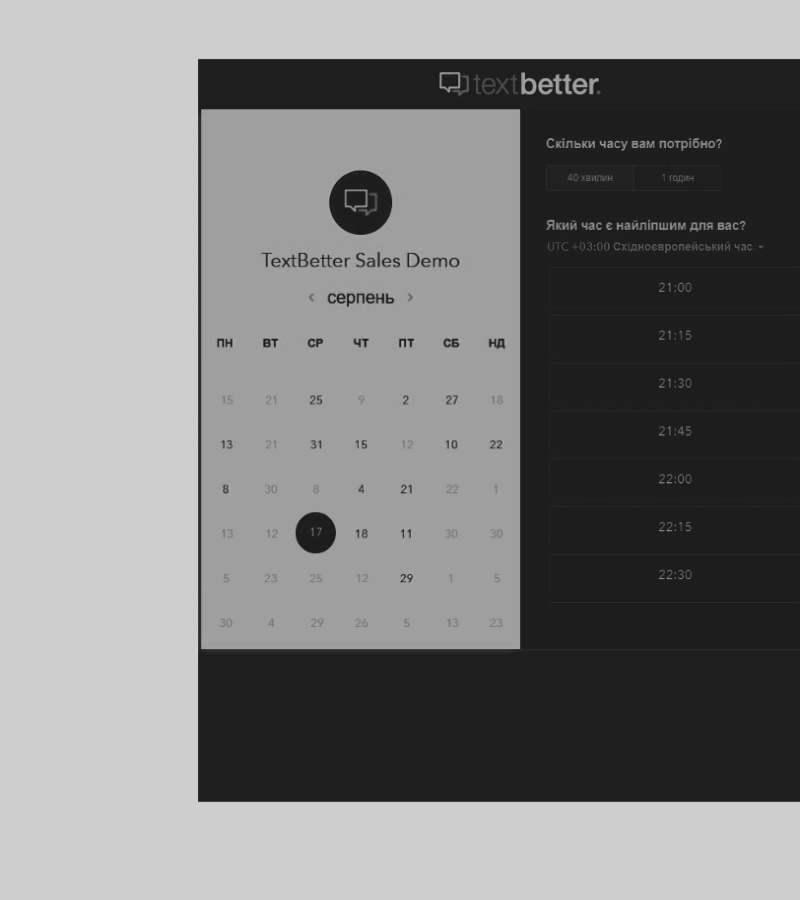 textbetter.
TextBetter Sales Demo
серпень
ПН ВТ СР ЧТ ПТ СБ НД
15 21 25 9 2 27 18
13 21 31 15 12 10 22
8 30 8 4 21 22 1
13 12 17 18 11 30 30
5 23 25 12 29 1 5
30 4 29 26 5 13 23
Скільки часу вам потрібно?
40 хвилин 1 годин
Який час є найліпшим для вас?
UTC +03:00 Східноєвропейський час
21:00
21:15
21:30
21:45
22:00
22:15
22:30